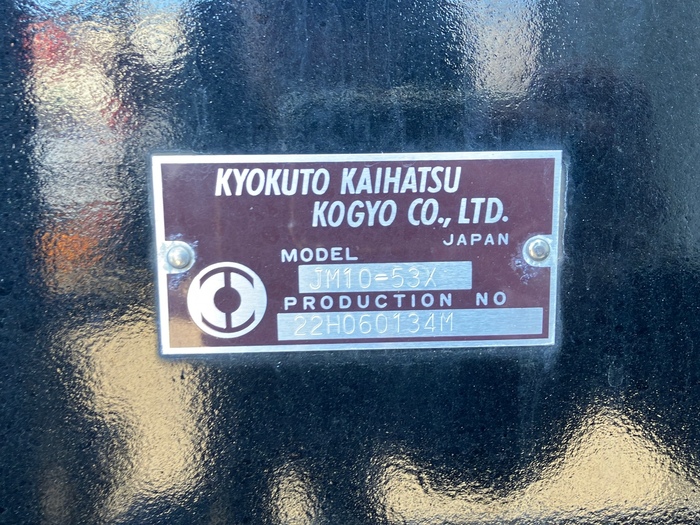 KYOKUTO KAIHATSU
KOGYO CO., LTD.
JAPAN
MODEL
JM10=53X
PRODUCTION NO
22H060134M